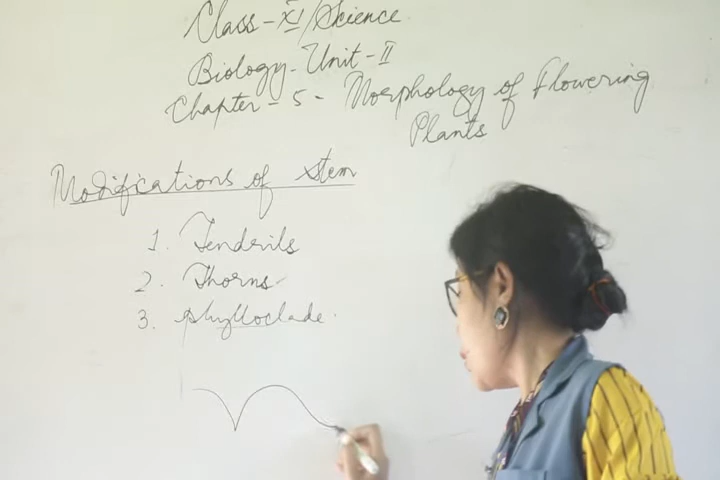 Class - XI/Science
Biology - Unit - II
Chapter - 5 - Morphology of Flowering
Plants
Modifications of stem
1. Tendrils
2. Thorns
3. Phylloclade.